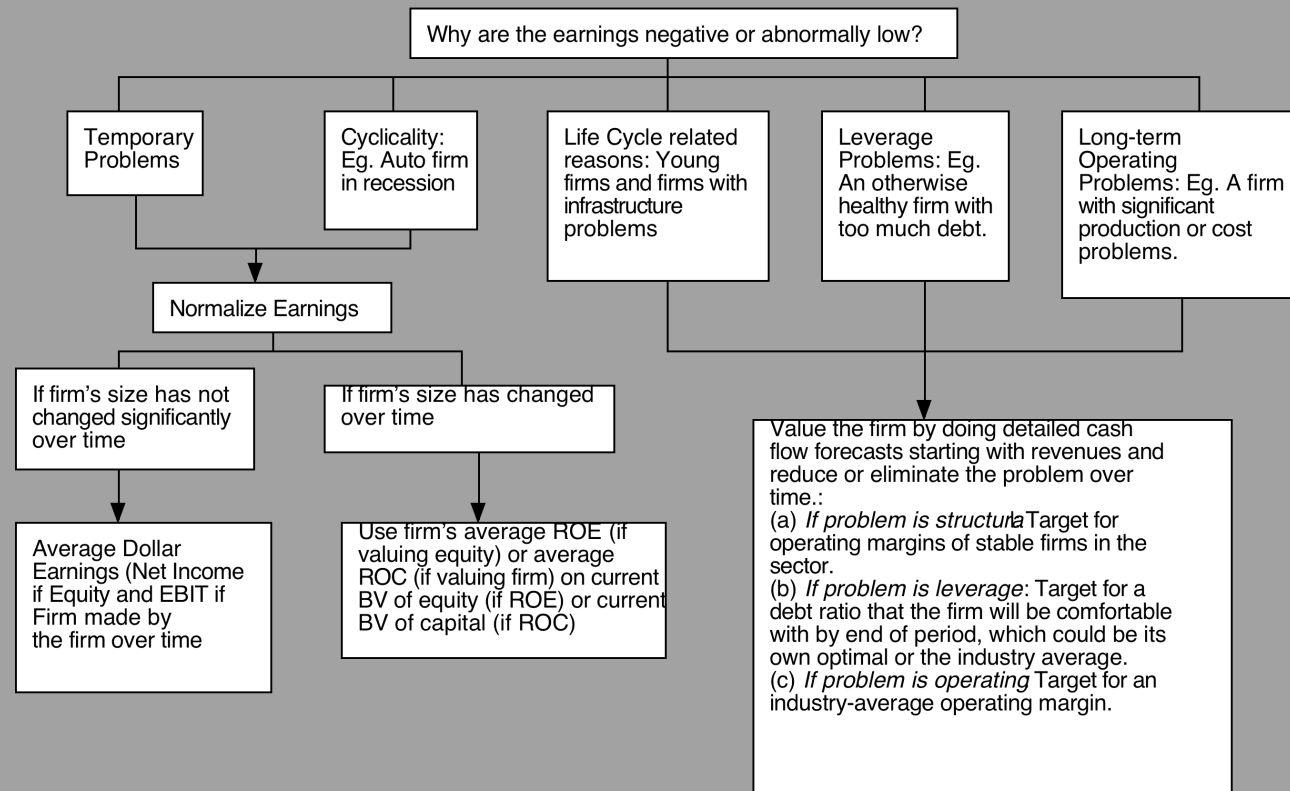 Why are the earnings negative or abnormally low?
Temporary
Problems
Cyclicality:
Eg. Auto firm
in recession
Life Cycle related
reasons: Young
firms and firms with
infrastructure
problems
Leverage
Problems: Eg.
An otherwise
healthy firm with
too much debt.
Long-term
Operating
Problems: Eg. A firm
with significant
production or cost
problems.
Normalize Earnings
If firm's size has not
changed significantly
over time
If firm's size has changed
over time
Average Dollar
Earnings (Net Income
if Equity and EBIT if
Firm made by
the firm over time
Use firm's average ROE (if
valuing equity) or average
ROC (if valuing firm) on current
BV of equity (if ROE) or current
BV of capital (if ROC)
Value the firm by doing detailed cash
flow forecasts starting with revenues and
reduce or eliminate the problem over
time.:
(a) If problem is structural: Target for
operating margins of stable firms in the
sector.
(b) If problem is leverage: Target for a
debt ratio that the firm will be comfortable
with by end of period, which could be its
own optimal or the industry average.
(c) If problem is operating Target for an
industry-average operating margin.